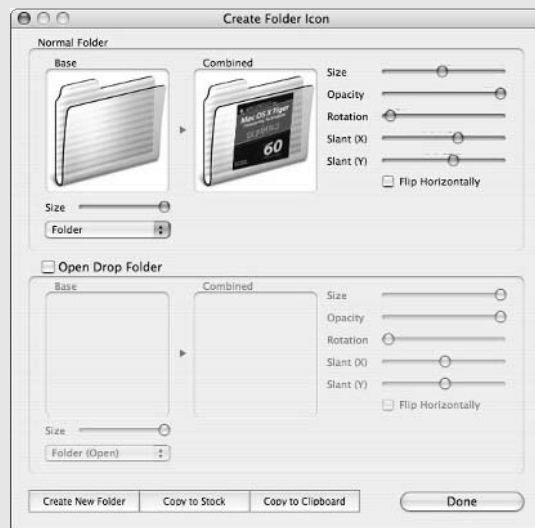 Create Folder Icon
Normal Folder
Base
Combined
Mac OS X Tiger
60
Size
Opacity
Rotation
Slant (X)
Slant (Y)
Flip Horizontally
Size
Folder
Open Drop Folder
Base
Combined
Size
Opacity
Rotation
Slant (X)
Slant (Y)
Flip Horizontally
Size
Folder (Open)
Create New Folder
Copy to Stock
Copy to Clipboard
Done